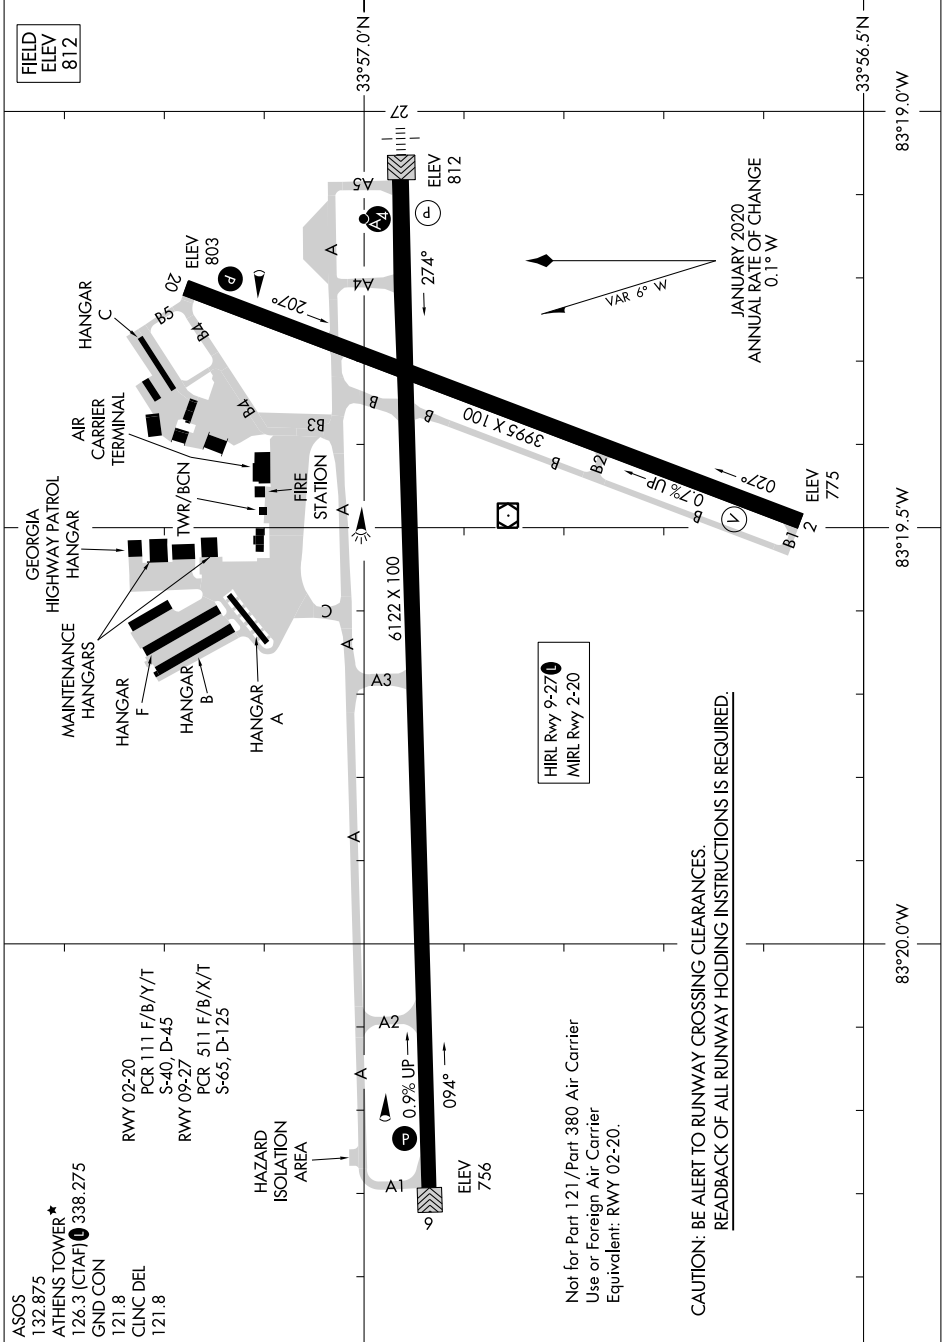 ASOS
132.875
ATHENS TOWER★
126.3 (CTAF) L 338.275
GND CON
121.8
CLNC DEL
121.8
RWY 02-20
PCR 111 F/B/Y/T
S-40, D-45
RWY 09-27
PCR 511 F/B/X/T
S-65, D-125
FIELD
ELEV
812
HANGAR
C
AIR
CARRIER
TERMINAL
GEORGIA
HIGHWAY PATROL
HANGAR
TWR/BCN
FIRE
STATION
MAINTENANCE
HANGARS
HANGAR
F
HANGAR
B
HANGAR
A
HAZARD
ISOLATION
AREA
20
ELEV
803
P
207°
B5
B4
B4
B3
A
A
A
A
A
C
A5
A4
A4
A3
A2
A1
B
B
B
B
B2
B1
27
ELEV
812
P
274°
6122 X 100
3995 X 100
0.7% UP
027°
V
2
ELEV
775
P
0.9% UP
094°
9
ELEV
756
33°57.0'N
33°56.5'N
83°19.0'W
83°19.5'W
83°20.0'W
VAR 6° W
JANUARY 2020
ANNUAL RATE OF CHANGE
0.1° W
HIRL Rwy 9-27 L
MIRL Rwy 2-20
Not for Part 121/Part 380 Air Carrier
Use or Foreign Air Carrier
Equivalent: RWY 02-20.
CAUTION: BE ALERT TO RUNWAY CROSSING CLEARANCES.
READBACK OF ALL RUNWAY HOLDING INSTRUCTIONS IS REQUIRED.